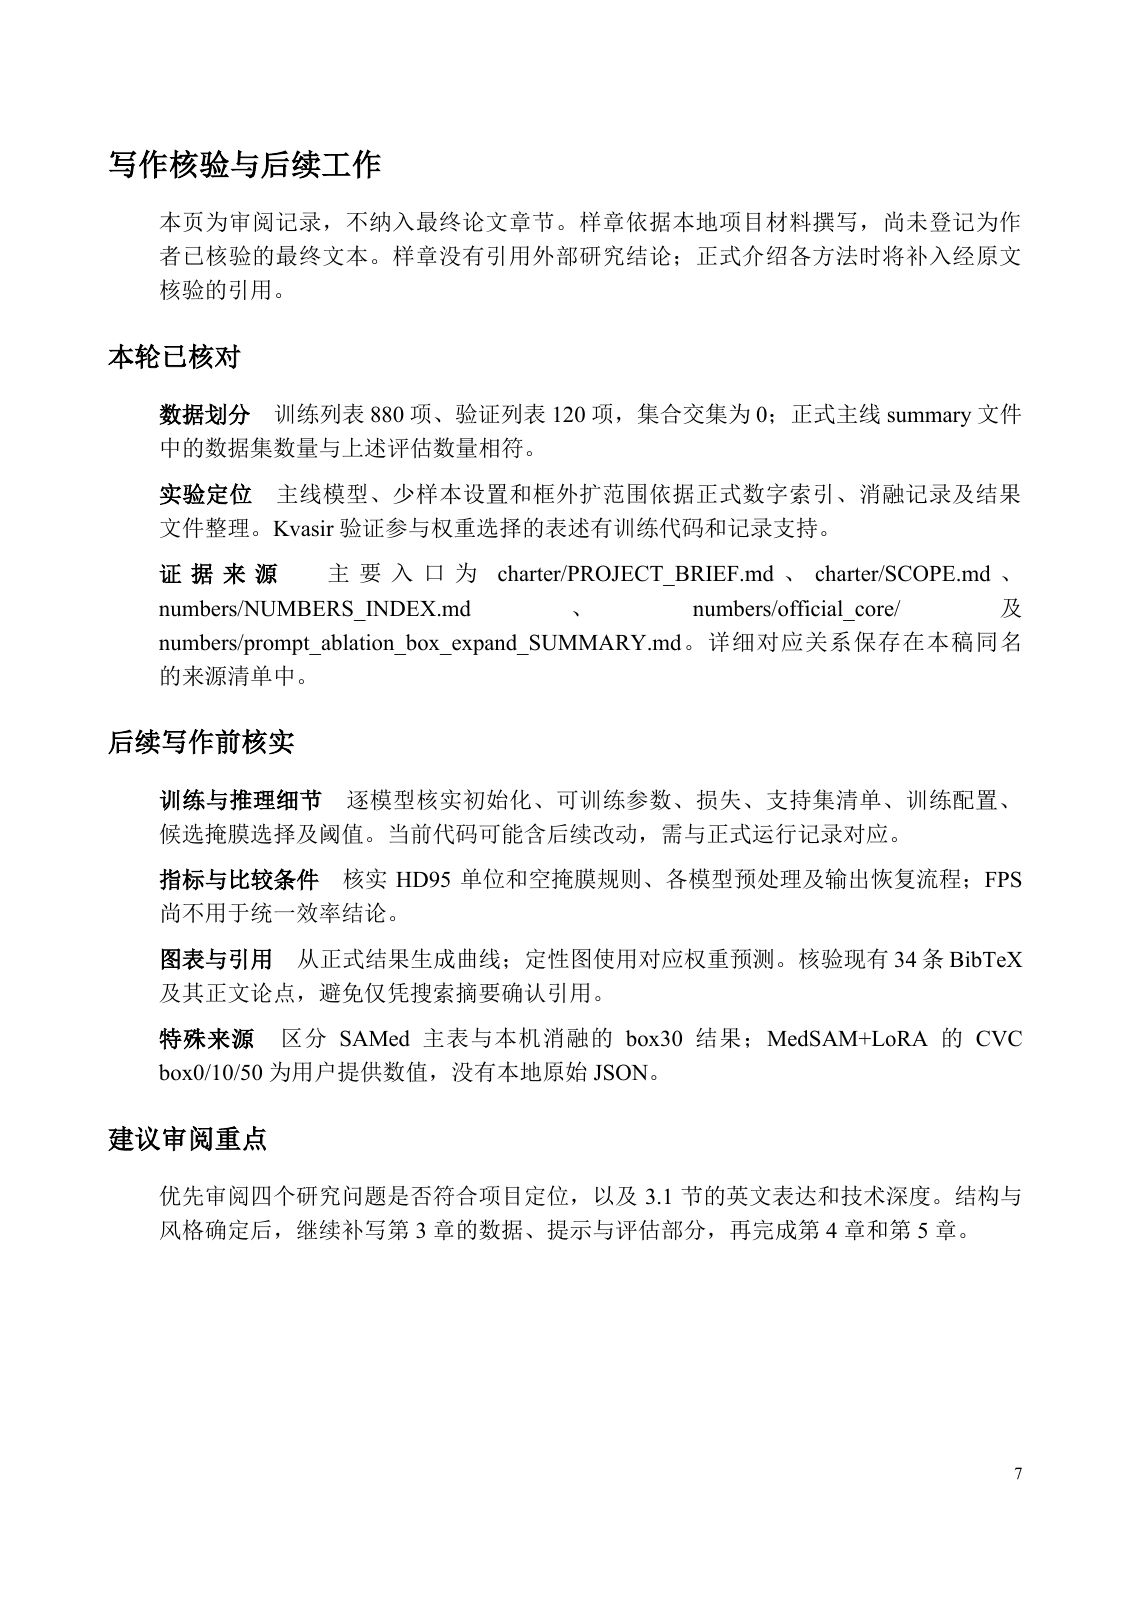 写作核验与后续工作
本页为审阅记录，不纳入最终论文章节。样章依据本地项目材料撰写，尚未登记为作
者已核验的最终文本。样章没有引用外部研究结论；正式介绍各方法时将补入经原文
核验的引用。
本轮已核对
数据划分 训练列表 880 项、验证列表 120 项，集合交集为 0；正式主线 summary 文件
中的数据集数量与上述评估数量相符。
实验定位 主线模型、少样本设置和框外扩范围依据正式数字索引、消融记录及结果
文件整理。Kvasir 验证参与权重选择的表述有训练代码和记录支持。
证据来源 主要入口为 charter/PROJECT_BRIEF.md、charter/SCOPE.md、
numbers/NUMBERS_INDEX.md、numbers/official_core/ 及
numbers/prompt_ablation_box_expand_SUMMARY.md。详细对应关系保存在本稿同名
的来源清单中。
后续写作前核实
训练与推理细节 逐模型核实初始化、可训练参数、损失、支持集清单、训练配置、
候选掩膜选择及阈值。当前代码可能含后续改动，需与正式运行记录对应。
指标与比较条件 核实 HD95 单位和空掩膜规则、各模型预处理及输出恢复流程；FPS
尚不用于统一效率结论。
图表与引用 从正式结果生成曲线；定性图使用对应权重预测。核验现有 34 条 BibTeX
及其正文论点，避免仅凭搜索摘要确认引用。
特殊来源 区分 SAMed 主表与本机消融的 box30 结果；MedSAM+LoRA 的 CVC
box0/10/50 为用户提供数值，没有本地原始 JSON。
建议审阅重点
优先审阅四个研究问题是否符合项目定位，以及 3.1 节的英文表达和技术深度。结构与
风格确定后，继续补写第 3 章的数据、提示与评估部分，再完成第 4 章和第 5 章。
7